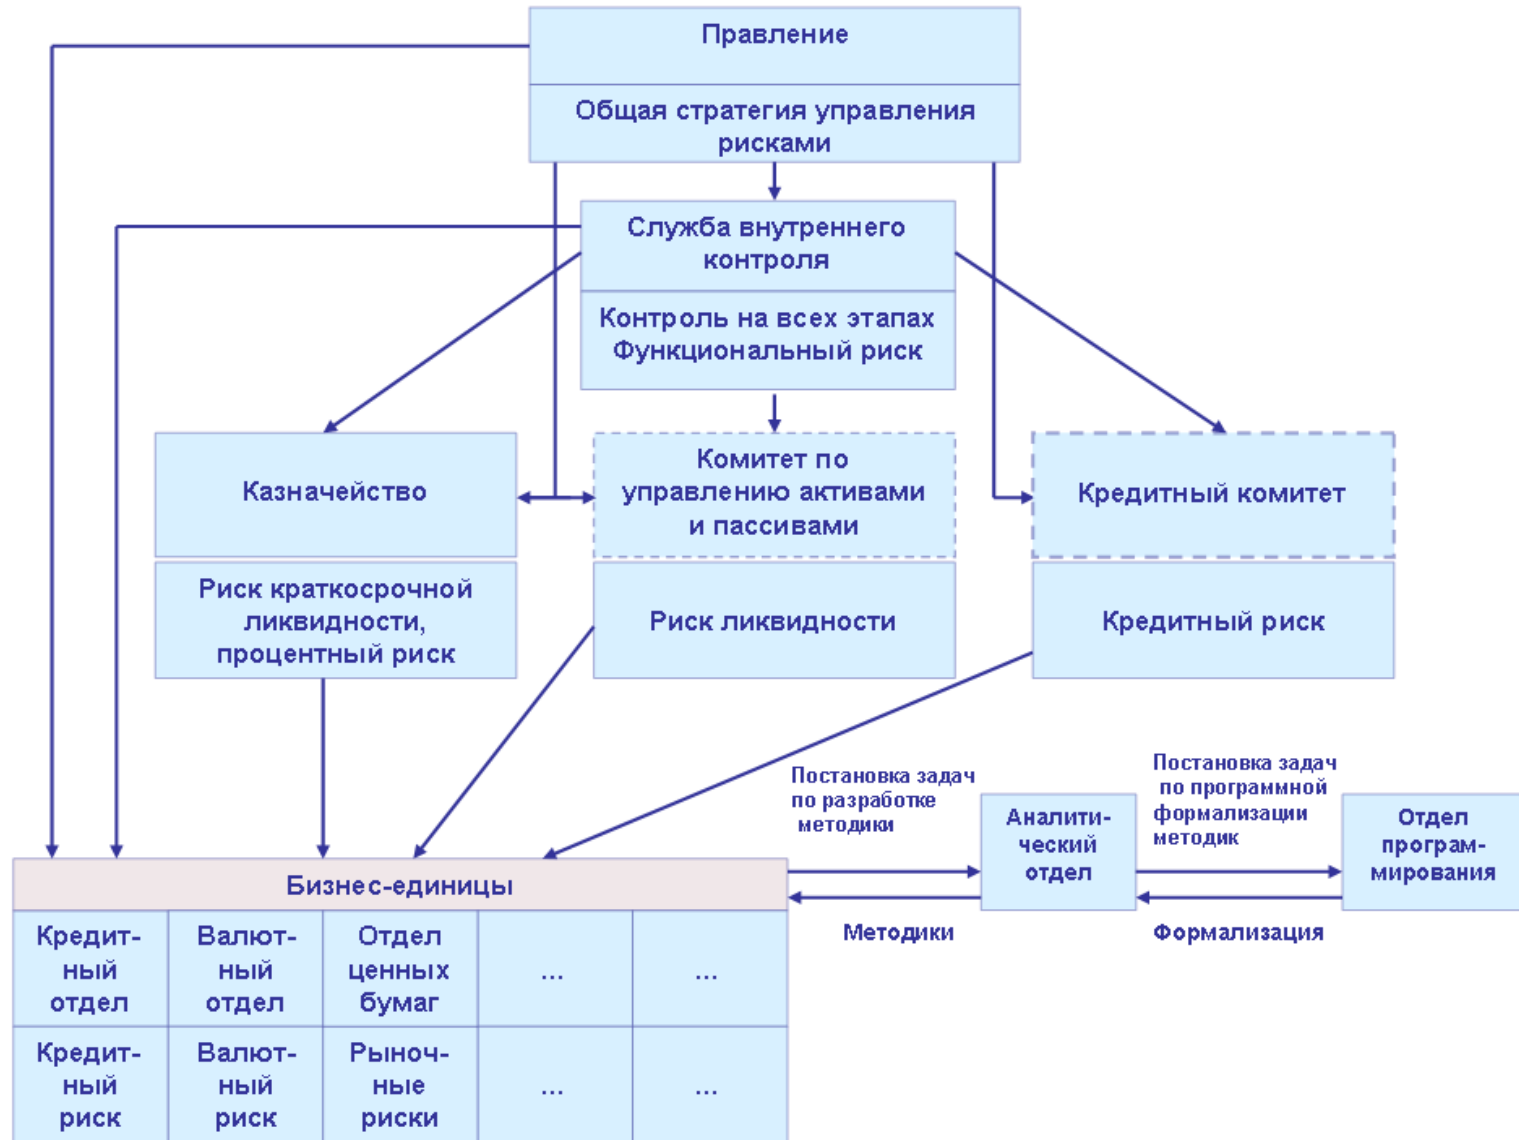 Правление
Общая стратегия управления
рисками
Служба внутреннего
контроля
Контроль на всех этапах
Функциональный риск
Казначейство
Комитет по
управлению активами
и пассивами
Кредитный комитет
Риск краткосрочной
ликвидности,
процентный риск
Риск ликвидности
Кредитный риск
Постановка задач
по разработке
методики
Аналити-
ческий
отдел
Постановка задач
по программной
формализации
методик
Отдел
програм-
мирования
Методики
Формализация
Бизнес-единицы
Кредит-
ный
отдел
Валют-
ный
отдел
Отдел
ценных
бумаг
...
...
Кредит-
ный
риск
Валют-
ный
риск
Рыноч-
ные
риски
...
...